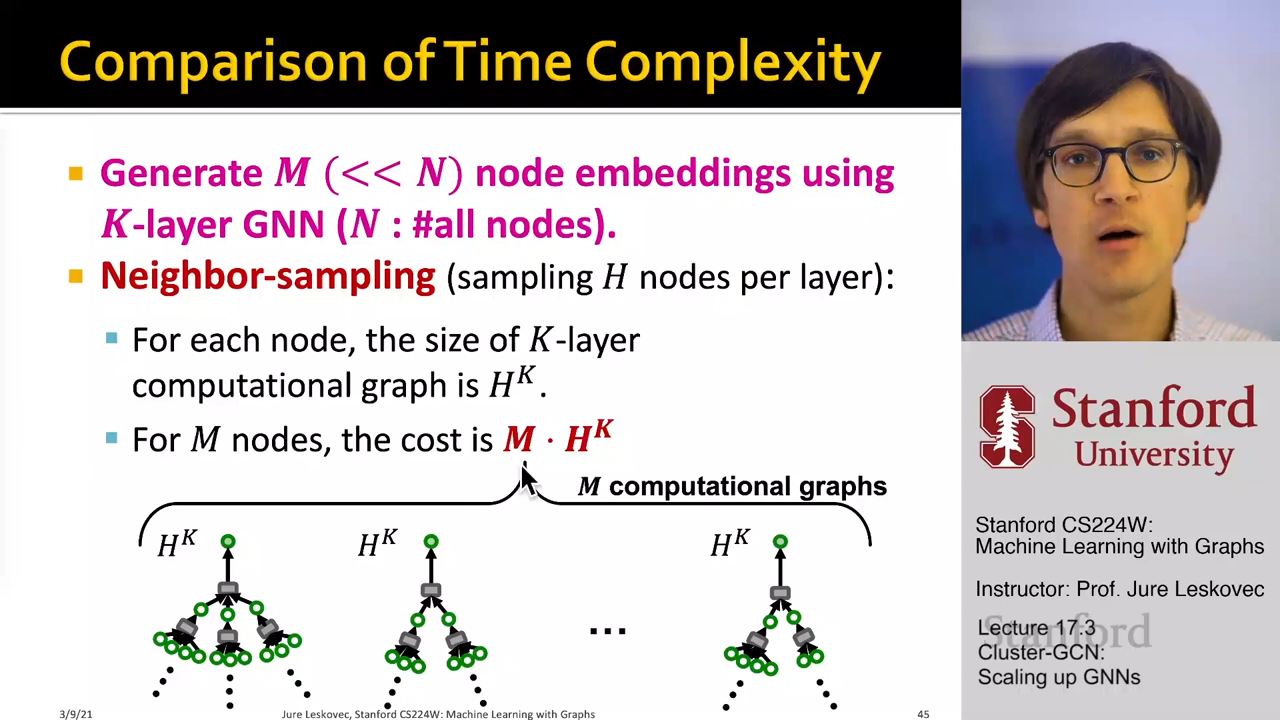 Comparison of Time Complexity
Generate M (<< N) node embeddings using
K-layer GNN (N : #all nodes).
Neighbor-sampling (sampling H nodes per layer):
For each node, the size of K-layer
computational graph is H^K.
For M nodes, the cost is M · H^K
M computational graphs
H^K H^K H^K
...
3/9/21 Jure Leskovec, Stanford CS224W: Machine Learning with Graphs 45
Stanford
University
Stanford CS224W:
Machine Learning with Graphs
Instructor: Prof. Jure Leskovec
Stanford
Lecture 17.3
Cluster-GCN:
Scaling up GNNs